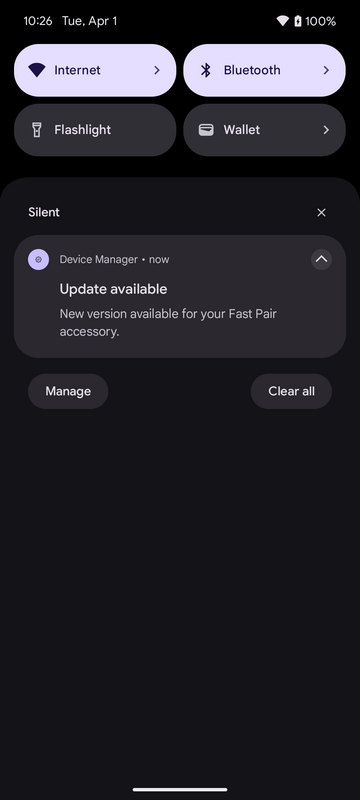 10:26 Tue, Apr 1 100%
Internet Bluetooth
Flashlight Wallet
Silent
Device Manager • now
Update available
New version available for your Fast Pair
accessory.
Manage Clear all